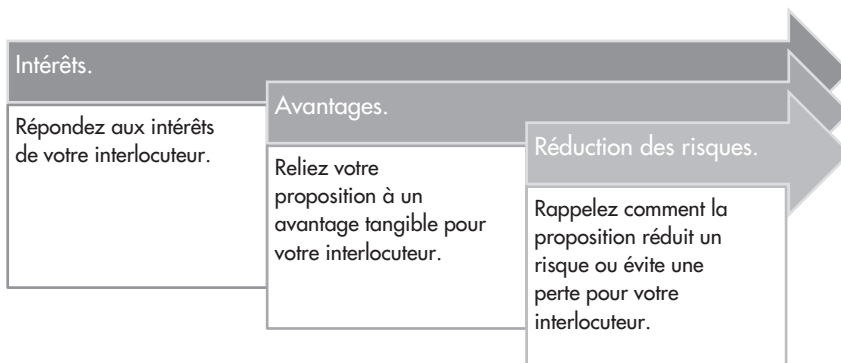 Intérêts.
Répondez aux intérêts
de votre interlocuteur.
Avantages.
Reliez votre
proposition à un
avantage tangible pour
votre interlocuteur.
Réduction des risques.
Rappelez comment la
proposition réduit un
risque ou évite une
perte pour votre
interlocuteur.